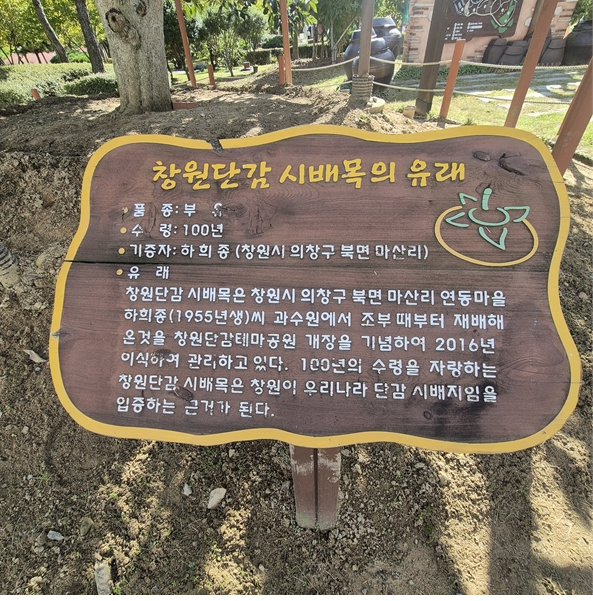 창원단감 시배목의 유래
• 품 종: 부 유
• 수 령: 100년
• 기증자: 하희종 (창원시 의창구 북면 마산리)
• 유 래
창원단감 시배목은 창원시 의창구 북면 마산리 연동마을
하희종(1955년생)씨 과수원에서 조부 때부터 재배해
온것을 창원단감테마공원 개장을 기념하여 2016년
이식하여 관리하고 있다. 100년의 수령을 자랑하는
창원단감 시배목은 창원이 우리나라 단감 시배지임을
입증하는 근거가 된다.